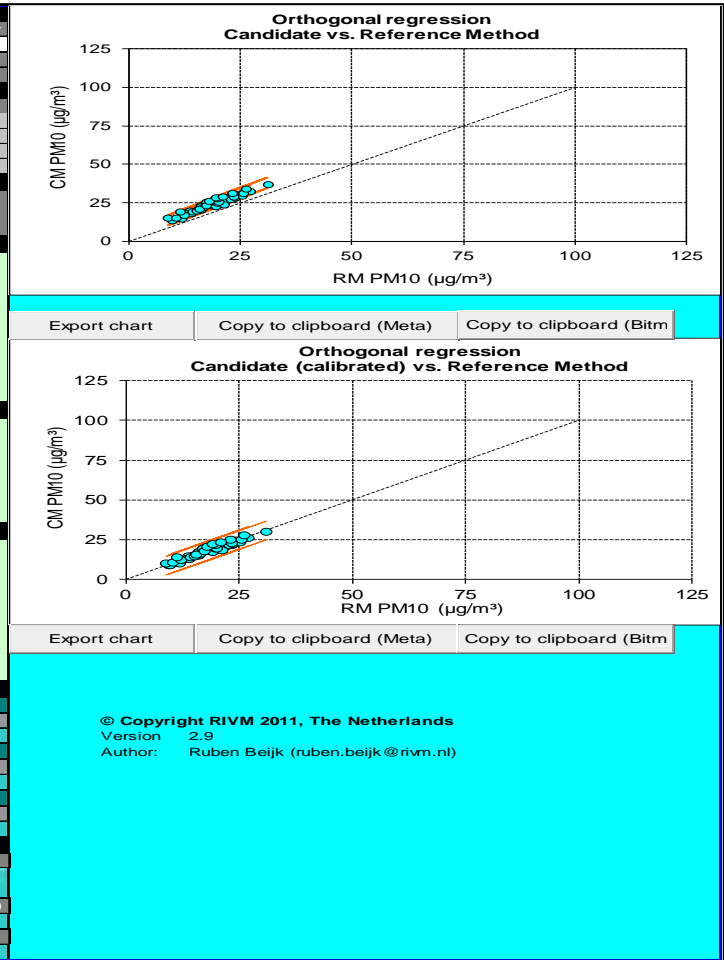 Orthogonal regression
Candidate vs. Reference Method
125
100
75
50
25
0
CM PM10 (µg/m³)
0 25 50 75 100 125
RM PM10 (µg/m³)
Export chart Copy to clipboard (Meta) Copy to clipboard (Bitm
Orthogonal regression
Candidate (calibrated) vs. Reference Method
125
100
75
50
25
0
CM PM10 (µg/m³)
0 25 50 75 100 125
RM PM10 (µg/m³)
Export chart Copy to clipboard (Meta) Copy to clipboard (Bitm
© Copyright RIVM 2011, The Netherlands
Version 2.9
Author: Ruben Beijk (ruben.beijk@rivm.nl)